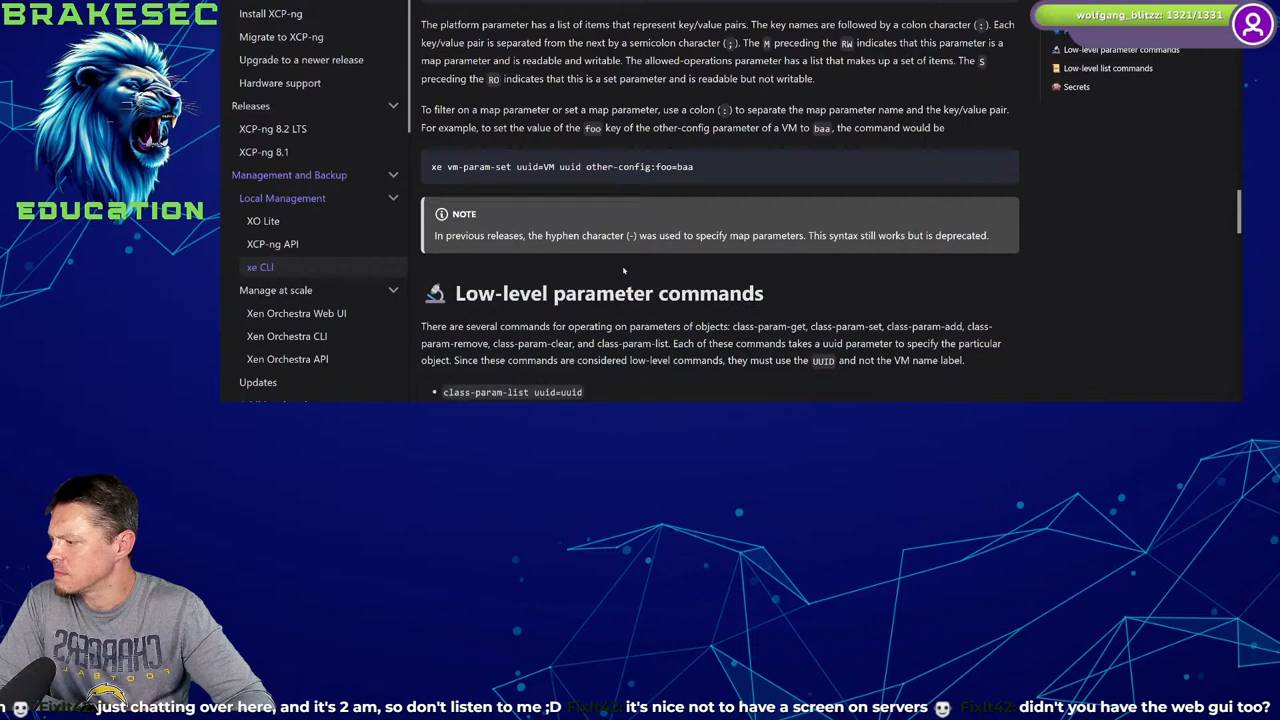 BRAKESEC
EDUCATION
Install XCP-ng
Migrate to XCP-ng
Upgrade to a newer release
Hardware support
Releases
XCP-ng 8.2 LTS
XCP-ng 8.1
Management and Backup
Local Management
XO Lite
XCP-ng API
xe CLI
Manage at scale
Xen Orchestra Web UI
Xen Orchestra CLI
Xen Orchestra API
Updates
The platform parameter has a list of items that represent key/value pairs. The key names are followed by a colon character (:). Each
key/value pair is separated from the next by a semicolon character (;). The M preceding the RW indicates that this parameter is a
map parameter and is readable and writable. The allowed-operations parameter has a list that makes up a set of items. The S
preceding the RO indicates that this is a set parameter and is readable but not writable.
To filter on a map parameter or set a map parameter, use a colon (:) to separate the map parameter name and the key/value pair.
For example, to set the value of the foo key of the other-config parameter of a VM to baa, the command would be
xe vm-param-set uuid=VM uuid other-config:foo=baa
NOTE
In previous releases, the hyphen character (-) was used to specify map parameters. This syntax still works but is deprecated.
Low-level parameter commands
There are several commands for operating on parameters of objects: class-param-get, class-param-set, class-param-add, class-
param-remove, class-param-clear, and class-param-list. Each of these commands takes a uuid parameter to specify the particular
object. Since these commands are considered low-level commands, they must use the UUID and not the VM name label.
• class-param-list uuid=uuid
wolfgang_blitzz: 1321/1331
Low-level parameter commands
Low-level list commands
Secrets
CHARGERS
FOOTBALL
FixIt42: just chatting over here, and it's 2 am, so don't listen to me ;D FixIt42: it's nice not to have a screen on servers FixIt42: didn't you have the web gui too?